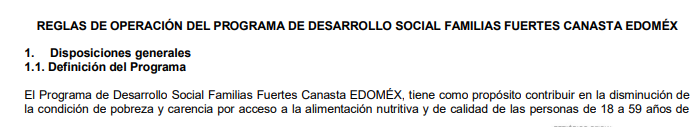 REGLAS DE OPERACIÓN DEL PROGRAMA DE DESARROLLO SOCIAL FAMILIAS FUERTES CANASTA EDOMÉX
1. Disposiciones generales
1.1. Definición del Programa
El Programa de Desarrollo Social Familias Fuertes Canasta EDOMÉX, tiene como propósito contribuir en la disminución de
la condición de pobreza y carencia por acceso a la alimentación nutritiva y de calidad de las personas de 18 a 59 años de